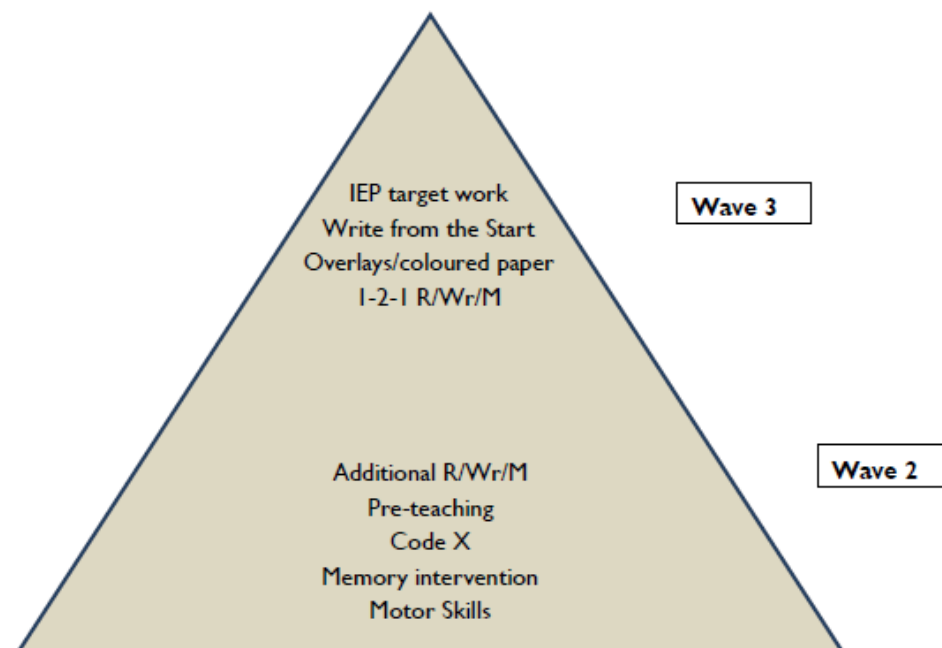 IEP target work
Write from the Start
Overlays/coloured paper
1-2-1 R/Wr/M
Wave 3
Additional R/Wr/M
Pre-teaching
Code X
Memory intervention
Motor Skills
Wave 2